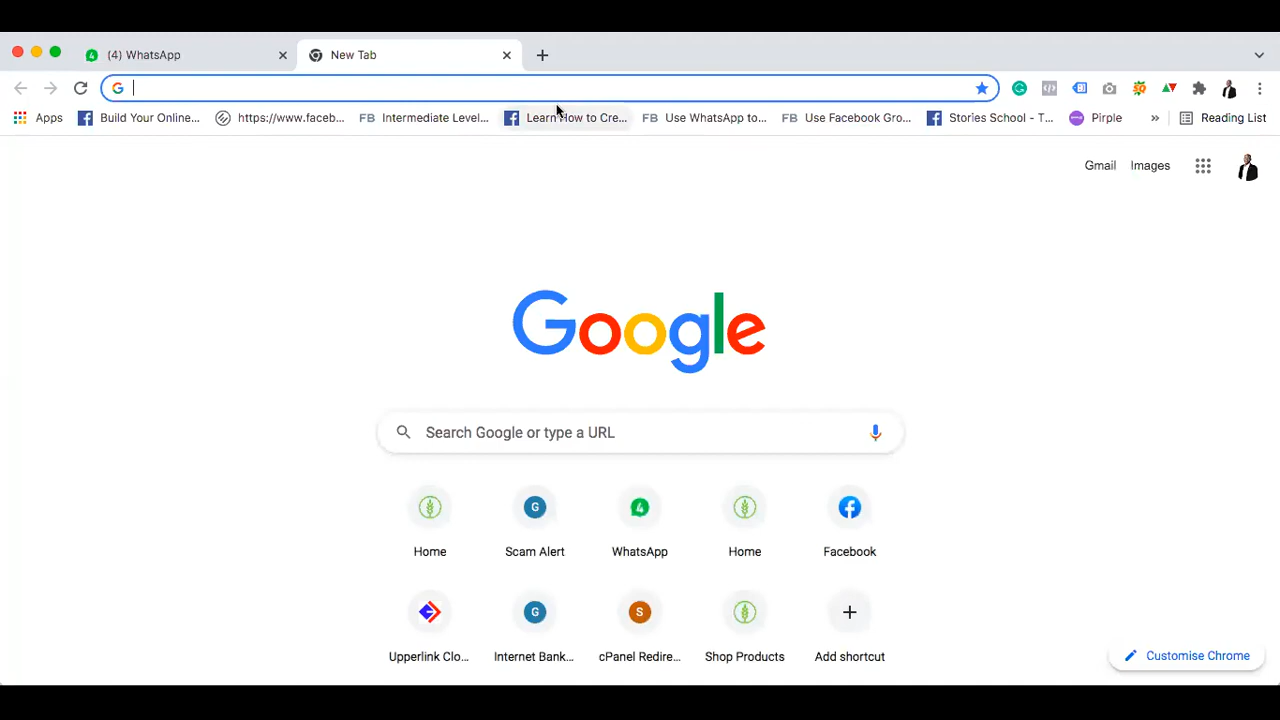 (4) WhatsApp New Tab
Apps Build Your Online... https://www.faceb... FB Intermediate Level... Learn How to Cre... FB Use WhatsApp to... FB Use Facebook Gro... Stories School - T... Pirple » Reading List
Gmail Images
Google
Search Google or type a URL
G 4
Home Scam Alert WhatsApp Home Facebook
G S
Upperlink Clo... Internet Bank... cPanel Redire... Shop Products Add shortcut
Customise Chrome